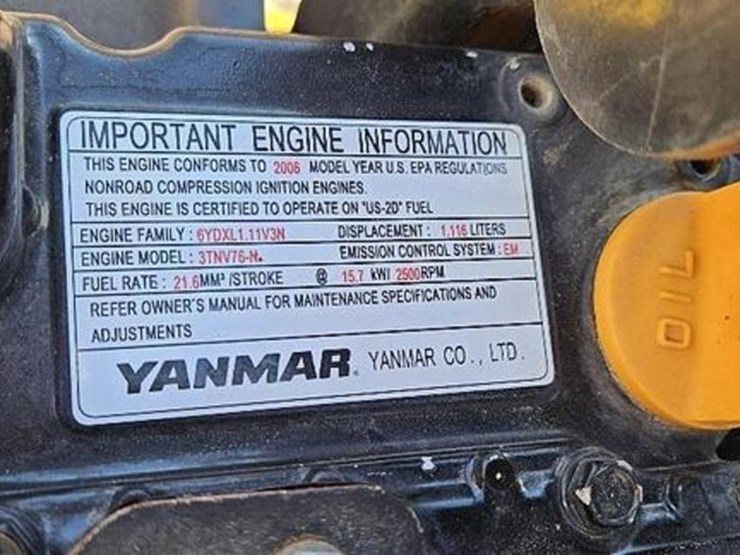 IMPORTANT ENGINE INFORMATION
THIS ENGINE CONFORMS TO 2006 MODEL YEAR U.S. EPA REGULATIONS
NONROAD COMPRESSION IGNITION ENGINES.
THIS ENGINE IS CERTIFIED TO OPERATE ON "US-2D" FUEL
ENGINE FAMILY : 6YDXL1.11V3N DISPLACEMENT : 1.116 LITERS
ENGINE MODEL : 3TNV76-N. EMISSION CONTROL SYSTEM : EM
FUEL RATE : 21.6MM³ /STROKE @ 15.7 kW/ 2500RPM
REFER OWNER'S MANUAL FOR MAINTENANCE SPECIFICATIONS AND
ADJUSTMENTS
YANMAR. YANMAR CO., LTD.
OIL